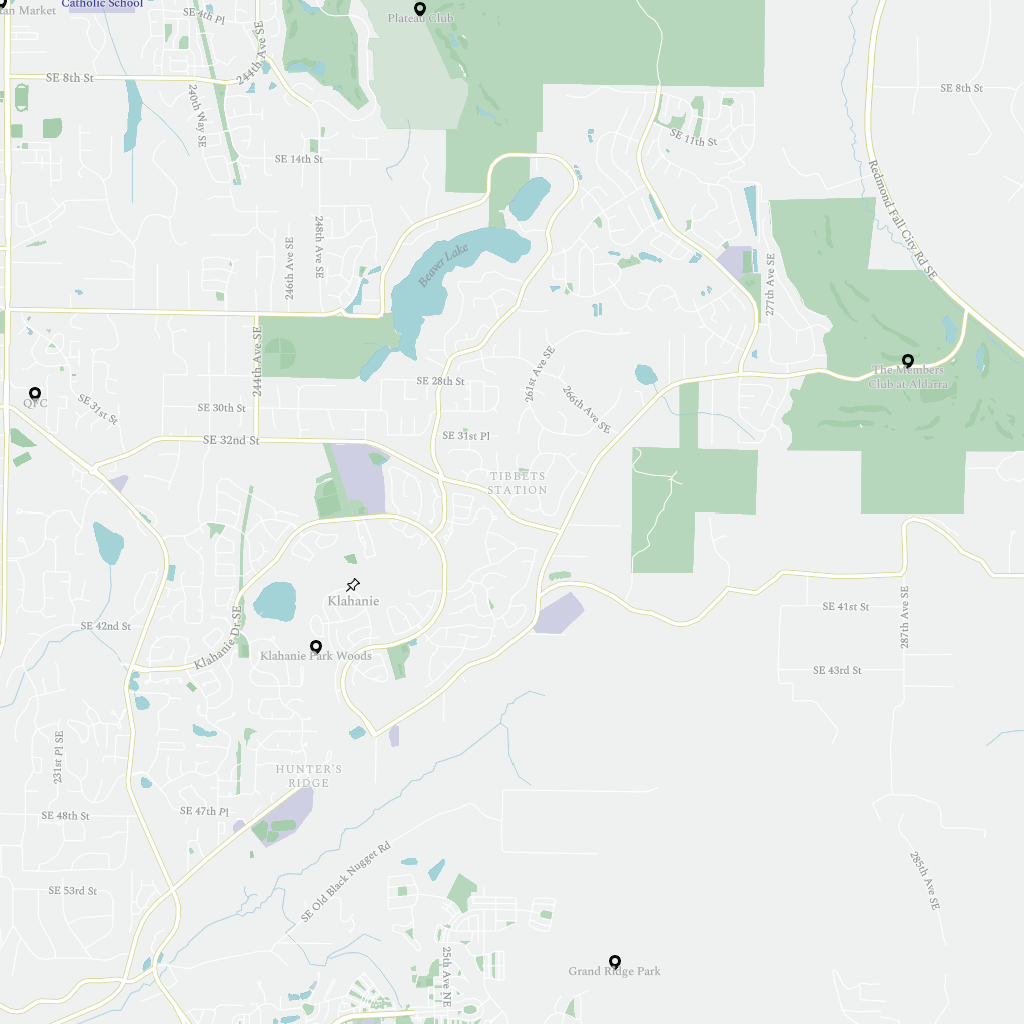 Catholic School
Market
SE 4th Pl
Plateau Club
244th Ave SE
SE 8th St
240th Way SE
SE 8th St
SE 11th St
SE 14th St
Redmond Fall City Rd SE
248th Ave SE
246th Ave SE
Beaver Lake
277th Ave SE
244th Ave SE
261st Ave SE
The Members
Club at Aldarra
SE 28th St
QFC
SE 31st St
SE 30th St
266th Ave SE
SE 32nd St
SE 31st Pl
TIBBETS
STATION
Klahanie
SE 41st St
287th Ave SE
SE 42nd St
Klahanie Dr SE
Klahanie Park Woods
SE 43rd St
231st Pl SE
HUNTER'S
RIDGE
SE 47th Pl
SE 48th St
SE Old Black Nugget Rd
285th Ave SE
SE 53rd St
25th Ave NE
Grand Ridge Park